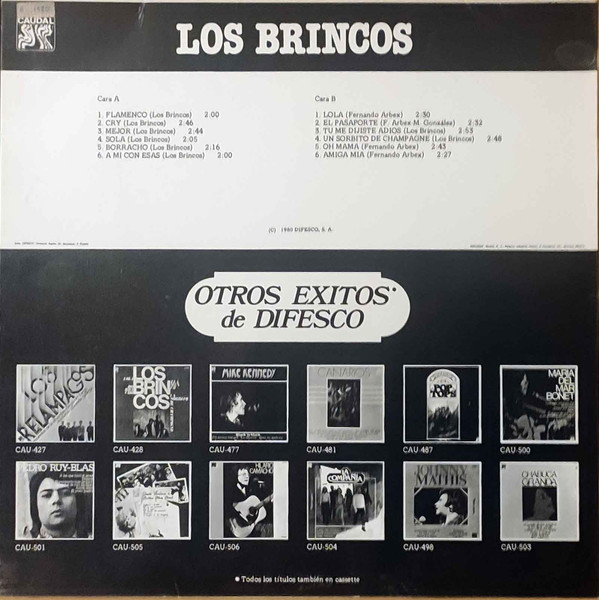 CAUDAL
LOS BRINCOS
Cara A
1. FLAMENCO (Los Brincos) 2:00
2. CRY (Los Brincos) 2:46
3. MEJOR (Los Brincos) 2:44
4. SOLA (Los Brincos) 2:05
5. BORRACHO (Los Brincos) 2:16
6. A MI CON ESAS (Los Brincos) 2:00
Cara B
1. LOLA (Fernando Arbex) 2:30
2. EL PASAPORTE (F. Arbex M. González) 2:32
3. TU ME DIJISTE ADIOS (Los Brincos) 2:53
4. UN SORBITO DE CHAMPAGNE (Los Brincos) 2:48
5. OH MAMA (Fernando Arbex) 2:43
6. AMIGA MIA (Fernando Arbex) 2:27
(C) 1980 DIFESCO, S. A.
OTROS EXITOS*
de DIFESCO
LOS
RELAMPAGOS
LOS
BRINCOS
MIKE KENNEDY
CANARIOS
POP
TOPS
MARIA
DEL
MAR
BONET
CAU-427
CAU-428
CAU-477
CAU-481
CAU-487
CAU-500
PEDRO RUY-BLAS
HILARIO
CAMACHO
LA
COMPAÑIA
JOHNNY
MATHIS
CHABUCA
GRANDA
CAU-501
CAU-505
CAU-506
CAU-504
CAU-498
CAU-503
* Todos los títulos también en cassette